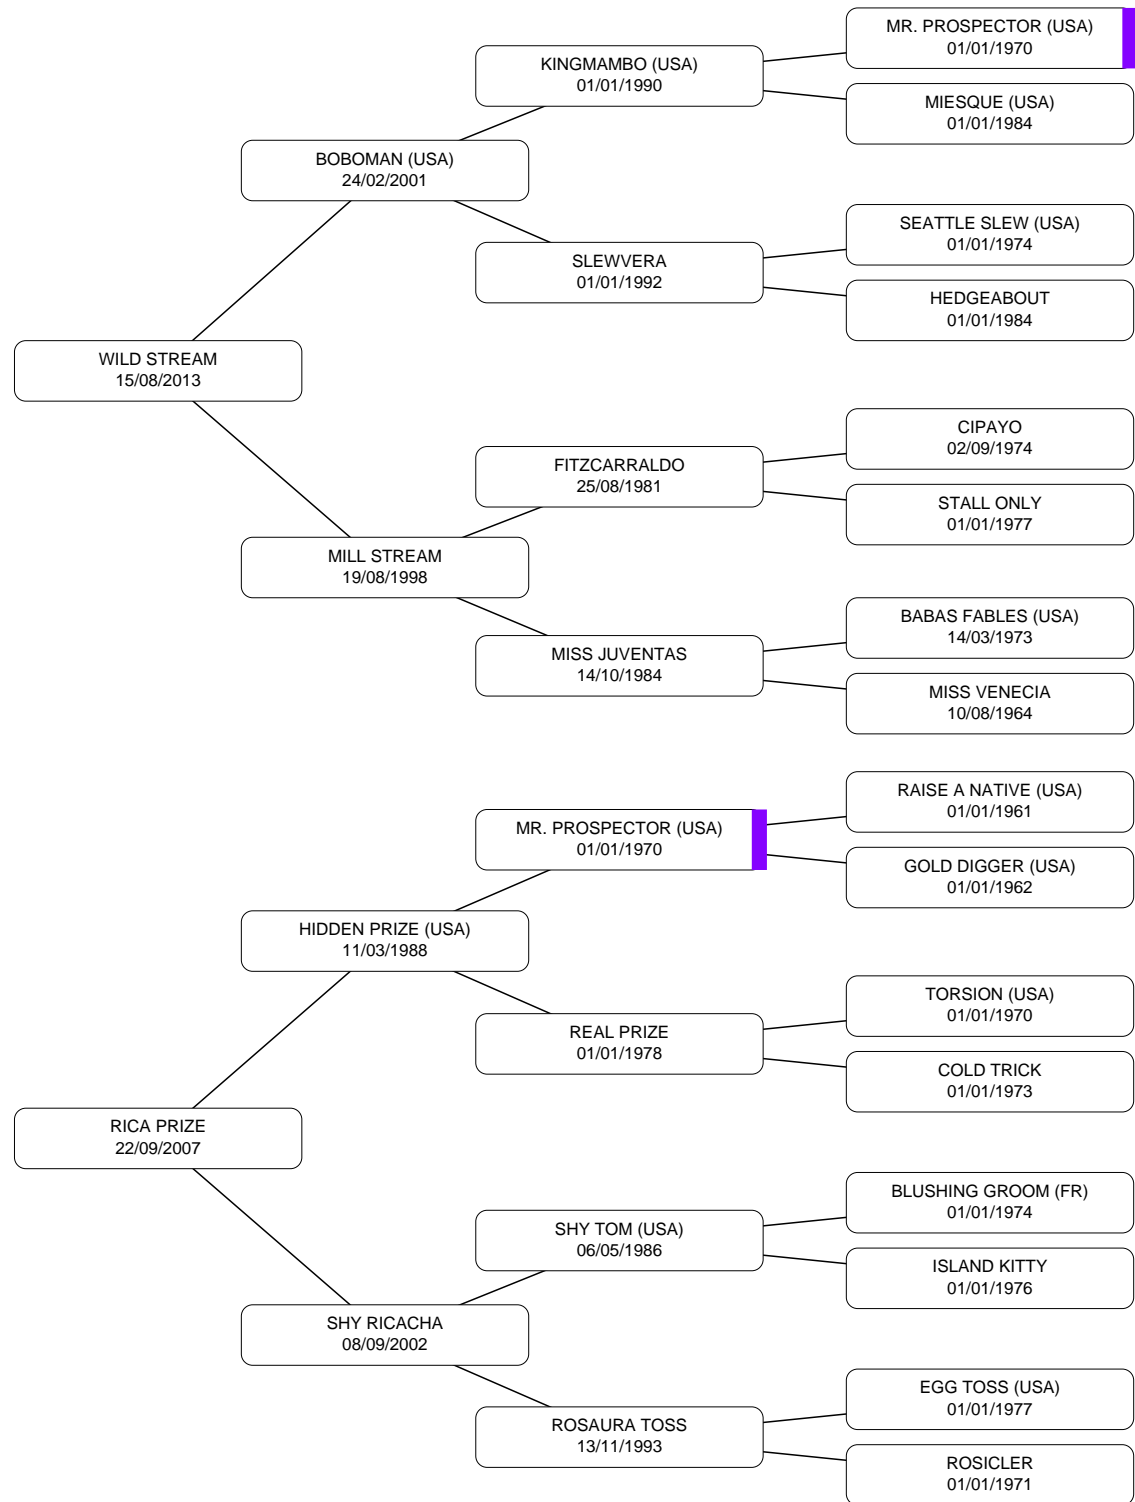 MR. PROSPECTOR (USA)
01/01/1970
KINGMAMBO (USA)
01/01/1990
MIESQUE (USA)
01/01/1984
BOBOMAN (USA)
24/02/2001
SEATTLE SLEW (USA)
01/01/1974
SLEWVERA
01/01/1992
HEDGEABOUT
01/01/1984
WILD STREAM
15/08/2013
CIPAYO
02/09/1974
FITZCARRALDO
25/08/1981
STALL ONLY
01/01/1977
MILL STREAM
19/08/1998
BABAS FABLES (USA)
14/03/1973
MISS JUVENTAS
14/10/1984
MISS VENECIA
10/08/1964
RAISE A NATIVE (USA)
01/01/1961
MR. PROSPECTOR (USA)
01/01/1970
GOLD DIGGER (USA)
01/01/1962
HIDDEN PRIZE (USA)
11/03/1988
TORSION (USA)
01/01/1970
REAL PRIZE
01/01/1978
COLD TRICK
01/01/1973
RICA PRIZE
22/09/2007
BLUSHING GROOM (FR)
01/01/1974
SHY TOM (USA)
06/05/1986
ISLAND KITTY
01/01/1976
SHY RICACHA
08/09/2002
EGG TOSS (USA)
01/01/1977
ROSAURA TOSS
13/11/1993
ROSICLER
01/01/1971